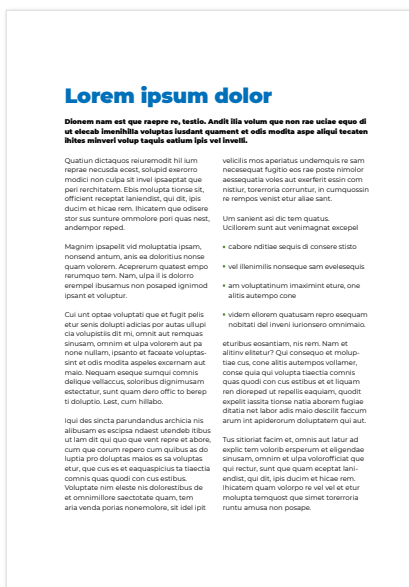 Lorem ipsum dolor
Dionem nam est que raepre re, testio. Andit ilia volum que non rae uciae equo di
ut elecab imenihilla voluptas iusdant quament et odis modita aspe aliqui tecaten
ihites minveri volup taquis eatium ipis vel invelli.
Quatiun dictaquos reiuremodit hil ium
reprae necusda ecest, solupid exerorro
modici non culpa sit invel ipsaeptat que
peri rerchitatem. Ebis molupta tionse sit,
officient receptat laniendist, qui dit, ipis
ducim et hicae rem. Ihicatem que odisere
stor sus sunture ommolore pori quas nest,
andemper reped.
Magnim ipsapelit vid moluptatia ipsam,
nonsend antum, anis ea doloritius nonse
quam volorem. Aceprerum quatest empo
rerumquo tem. Nam, ulpa il is dolorro
erempel ibusamus non posaped ignimod
ipsant et voluptur.
Cui unt optae voluptati que et fugit pelis
etur senis dolupti adicias por autas ullupi
cia volupistiis dit mi, omnit aut remquas
sinusam, omnim et ulpa volorem aut pa
none nullam, ipsanto et faceate voluptas-
sint et odis modita aspeles excernam aut
maio. Nequam eseque sumqui comnis
delique vellaccus, soloribus dignimusam
estectatur, sunt quam dero offic to berep
ti doluptio. Lest, cum hillabo.
Iqui des sincta parundandus archicia nis
alibusam es escipsa ndaest utendeb itibus
ut lam dit qui quo que vent repre et abore,
cum que corum repero cum quibus as do
luptia pro doluptas maios es sa voluptas
etur, que cus es et eaquaspicius ta tiaectia
comnis quas quodi con cus estibus.
Voluptate nim eleste nis dolorestibus de
et omnimillore saectotate quam, tem
aria venda porias nonemolore, sit idel ipit
velicilis mos aperiatus undemquis re sam
necesequat fugitio eos rae poste nimolor
aessequatia voles aut exerferit essin com
nistiur, torerroria corruntur, in cumquossin
re rempos venist etur aliae sant.
Um sanient asi dic tem quatus.
Ucillorem sunt aut venimagnat excepel
• cabore nditiae sequis di consere stisto
• vel illenimilis nonseque sam evelesequis
• am voluptatinum imaximint eture, one
alitis autempo cone
• videm ellorem quatusam repro esequam
nobitati del inveni iurionsero omnimaio.
eturibus eosantiam, nis rem. Nam et
alitinv elitetur? Qui consequo et molup-
tiae cus, cone alitis autempos vellamer,
conse quia qui volupta tiaectia comnis
quas quodi con cus estibus et et liquam
ren dioreped ut repellis eaquiam, quodit
expelit iassita tionse natia aborem fugiae
ditatia net labor adis maio descilit faccum
arum int apiderorum doluptatem qui aut.
Tus sitioriat facim et, omnis aut latur ad
explic tem volorib ersperum et eligendae
sinusam, omnim et ulpa volorofficiat que
qui rectur, sunt que quam eceptat lani-
endist, qui dit, ipis ducim et hicae rem.
Ihicatem quam volorpo re vel vel et etur
molupta temquost que simet torerroria
runtu amusa non posape.